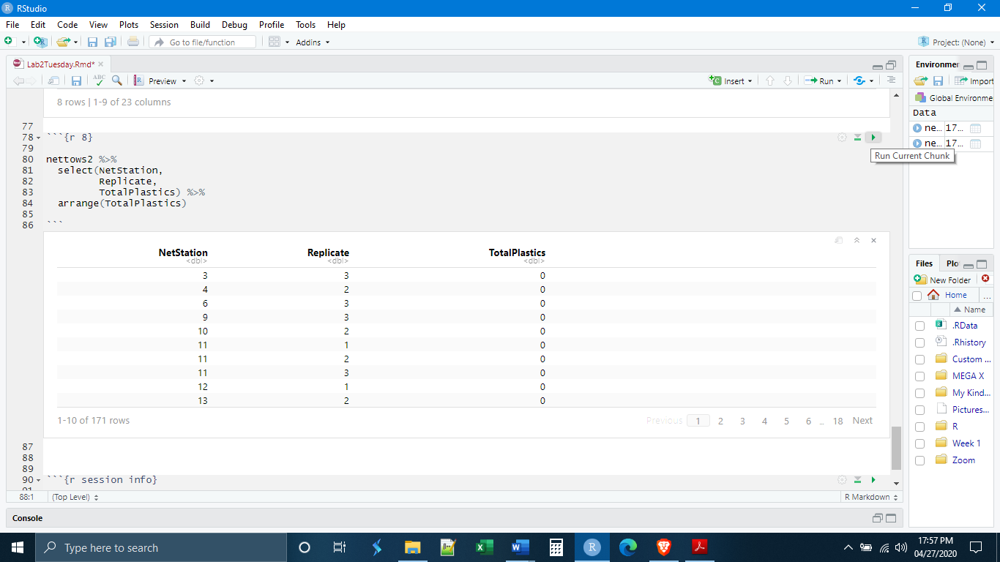 RStudio
File Edit Code View Plots Session Build Debug Profile Tools Help
Go to file/function Addins Project: (None)
Lab2Tuesday.Rmd*
ABC Preview Insert Run
8 rows | 1-9 of 23 columns
77
78 ```{r 8}
79
80 nettows2 %>%
81 select(NetStation,
82 Replicate,
83 TotalPlastics) %>%
84 arrange(TotalPlastics)
85
86 ```
Run Current Chunk
NetStation Replicate TotalPlastics
<dbl> <dbl> <dbl>
3 3 0
4 2 0
6 3 0
9 3 0
10 2 0
11 1 0
11 2 0
11 3 0
12 1 0
13 2 0
1-10 of 171 rows Previous 1 2 3 4 5 6 ... 18 Next
87
88
89
90 ```{r session info}
91
88:1 (Top Level) R Markdown
Console
Environmer
Import
Global Environme
Data
ne... 17...
ne... 17...
Files Plo
New Folder
Home ...
Name
.RData
.Rhistory
Custom ...
MEGA X
My Kind...
Pictures...
R
Week 1
Zoom
Type here to search
17:57 PM
04/27/2020